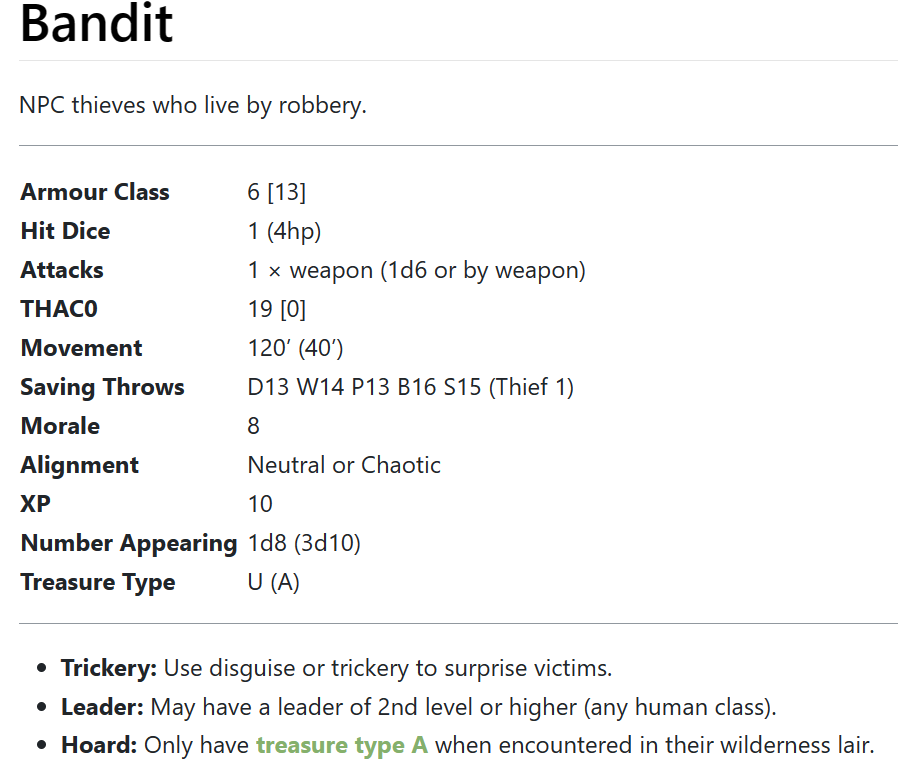 Bandit
NPC thieves who live by robbery.
Armour Class 6 [13]
Hit Dice 1 (4hp)
Attacks 1 × weapon (1d6 or by weapon)
THAC0 19 [0]
Movement 120′ (40′)
Saving Throws D13 W14 P13 B16 S15 (Thief 1)
Morale 8
Alignment Neutral or Chaotic
XP 10
Number Appearing 1d8 (3d10)
Treasure Type U (A)
• Trickery: Use disguise or trickery to surprise victims.
• Leader: May have a leader of 2nd level or higher (any human class).
• Hoard: Only have treasure type A when encountered in their wilderness lair.